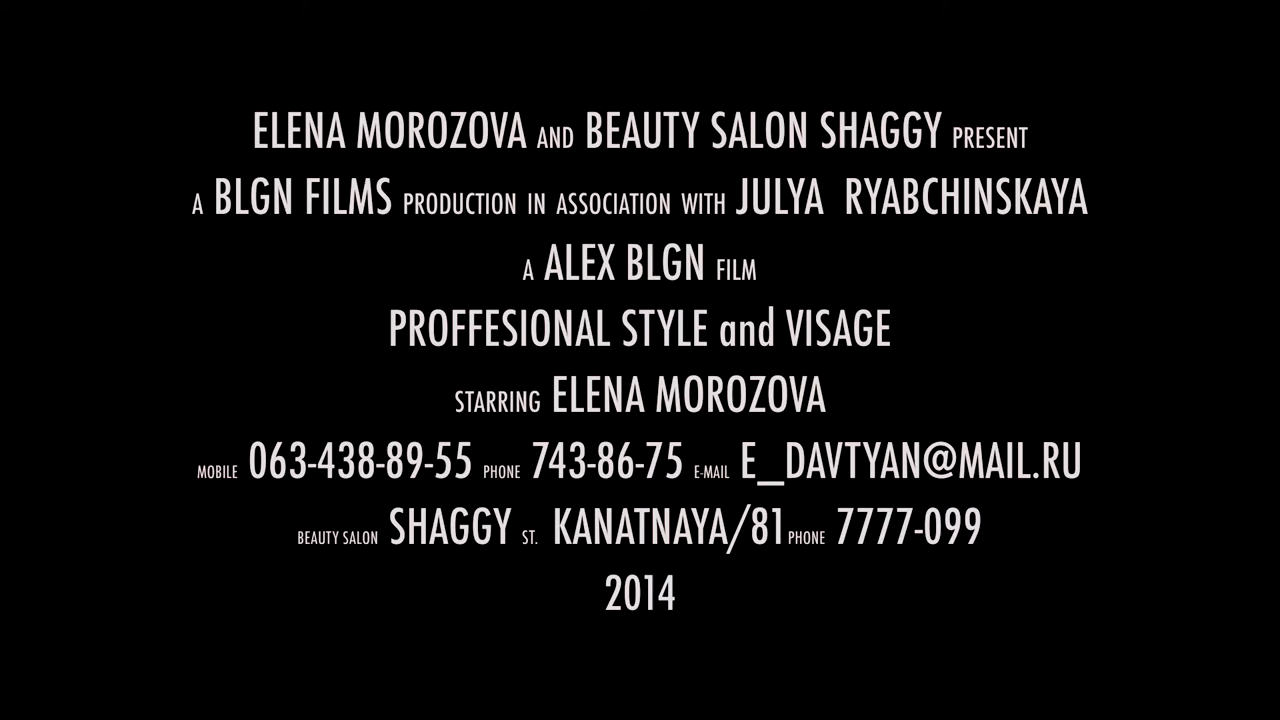 ELENA MOROZOVA AND BEAUTY SALON SHAGGY PRESENT
A BLGN FILMS PRODUCTION IN ASSOCIATION WITH JULYA RYABCHINSKAYA
A ALEX BLGN FILM
PROFFESIONAL STYLE and VISAGE
STARRING ELENA MOROZOVA
MOBILE 063-438-89-55 PHONE 743-86-75 E-MAIL E_DAVTYAN@MAIL.RU
BEAUTY SALON SHAGGY ST. KANATNAYA/81 PHONE 7777-099
2014